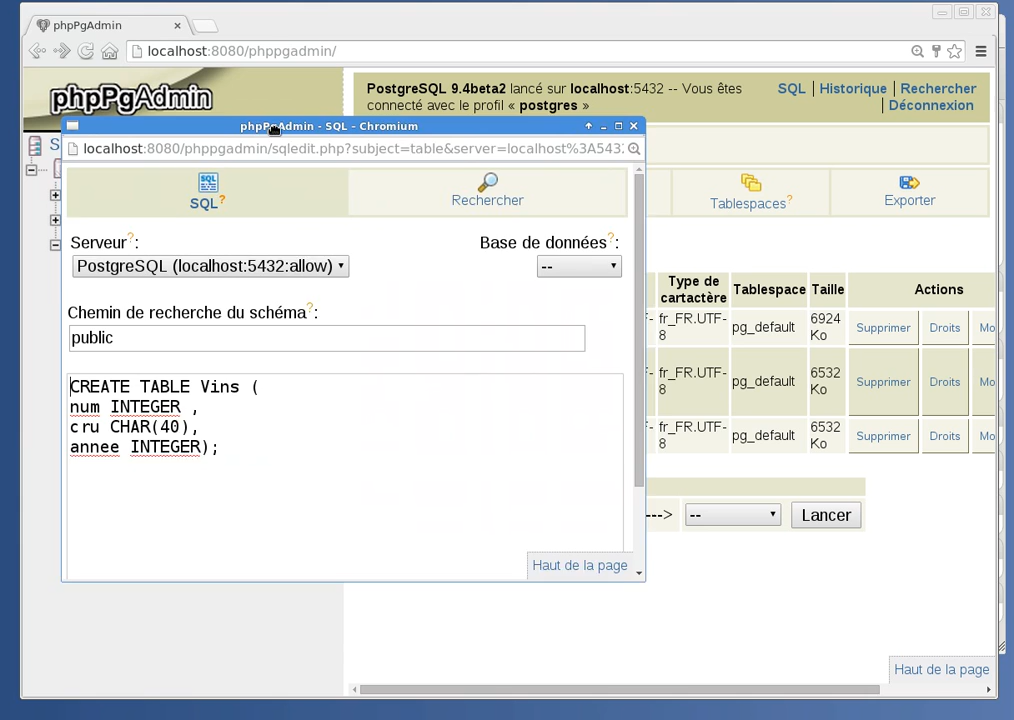 phpPgAdmin
localhost:8080/phppgadmin/
phpPgAdmin
PostgreSQL 9.4beta2 lancé sur localhost:5432 -- Vous êtes
connecté avec le profil « postgres »
SQL | Historique | Rechercher
| Déconnexion
phpPgAdmin - SQL - Chromium
localhost:8080/phppgadmin/sqledit.php?subject=table&server=localhost%3A543
S
SQL?
Rechercher
Tablespaces?
Exporter
Serveur?:
Base de données?:
PostgreSQL (localhost:5432:allow)
--
Chemin de recherche du schéma?:
public
CREATE TABLE Vins (
num INTEGER ,
cru CHAR(40),
annee INTEGER);
Haut de la page
Type de cartactère
Tablespace
Taille
Actions
fr_FR.UTF-8
pg_default
6924 Ko
Supprimer
Droits
Mo
fr_FR.UTF-8
pg_default
6532 Ko
Supprimer
Droits
Mo
fr_FR.UTF-8
pg_default
6532 Ko
Supprimer
Droits
Mo
--->
--
Lancer
Haut de la page